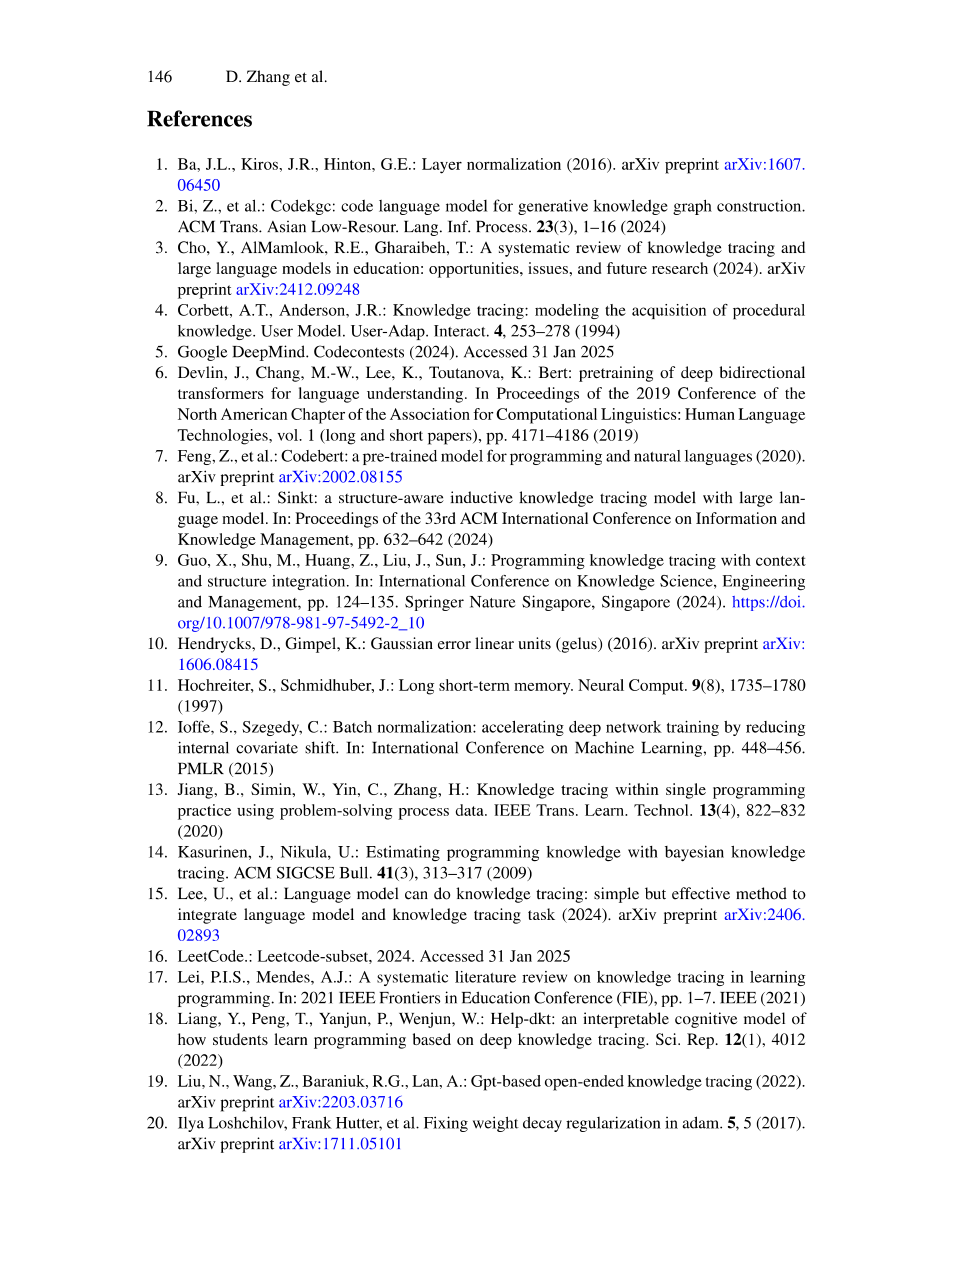 146 D. Zhang et al.
References
1. Ba, J.L., Kiros, J.R., Hinton, G.E.: Layer normalization (2016). arXiv preprint arXiv:1607.
06450
2. Bi, Z., et al.: Codekgc: code language model for generative knowledge graph construction.
ACM Trans. Asian Low-Resour. Lang. Inf. Process. 23(3), 1–16 (2024)
3. Cho, Y., AlMamlook, R.E., Gharaibeh, T.: A systematic review of knowledge tracing and
large language models in education: opportunities, issues, and future research (2024). arXiv
preprint arXiv:2412.09248
4. Corbett, A.T., Anderson, J.R.: Knowledge tracing: modeling the acquisition of procedural
knowledge. User Model. User-Adap. Interact. 4, 253–278 (1994)
5. Google DeepMind. Codecontests (2024). Accessed 31 Jan 2025
6. Devlin, J., Chang, M.-W., Lee, K., Toutanova, K.: Bert: pretraining of deep bidirectional
transformers for language understanding. In Proceedings of the 2019 Conference of the
North American Chapter of the Association for Computational Linguistics: Human Language
Technologies, vol. 1 (long and short papers), pp. 4171–4186 (2019)
7. Feng, Z., et al.: Codebert: a pre-trained model for programming and natural languages (2020).
arXiv preprint arXiv:2002.08155
8. Fu, L., et al.: Sinkt: a structure-aware inductive knowledge tracing model with large lan-
guage model. In: Proceedings of the 33rd ACM International Conference on Information and
Knowledge Management, pp. 632–642 (2024)
9. Guo, X., Shu, M., Huang, Z., Liu, J., Sun, J.: Programming knowledge tracing with context
and structure integration. In: International Conference on Knowledge Science, Engineering
and Management, pp. 124–135. Springer Nature Singapore, Singapore (2024). https://doi.
org/10.1007/978-981-97-5492-2_10
10. Hendrycks, D., Gimpel, K.: Gaussian error linear units (gelus) (2016). arXiv preprint arXiv:
1606.08415
11. Hochreiter, S., Schmidhuber, J.: Long short-term memory. Neural Comput. 9(8), 1735–1780
(1997)
12. Ioffe, S., Szegedy, C.: Batch normalization: accelerating deep network training by reducing
internal covariate shift. In: International Conference on Machine Learning, pp. 448–456.
PMLR (2015)
13. Jiang, B., Simin, W., Yin, C., Zhang, H.: Knowledge tracing within single programming
practice using problem-solving process data. IEEE Trans. Learn. Technol. 13(4), 822–832
(2020)
14. Kasurinen, J., Nikula, U.: Estimating programming knowledge with bayesian knowledge
tracing. ACM SIGCSE Bull. 41(3), 313–317 (2009)
15. Lee, U., et al.: Language model can do knowledge tracing: simple but effective method to
integrate language model and knowledge tracing task (2024). arXiv preprint arXiv:2406.
02893
16. LeetCode.: Leetcode-subset, 2024. Accessed 31 Jan 2025
17. Lei, P.I.S., Mendes, A.J.: A systematic literature review on knowledge tracing in learning
programming. In: 2021 IEEE Frontiers in Education Conference (FIE), pp. 1–7. IEEE (2021)
18. Liang, Y., Peng, T., Yanjun, P., Wenjun, W.: Help-dkt: an interpretable cognitive model of
how students learn programming based on deep knowledge tracing. Sci. Rep. 12(1), 4012
(2022)
19. Liu, N., Wang, Z., Baraniuk, R.G., Lan, A.: Gpt-based open-ended knowledge tracing (2022).
arXiv preprint arXiv:2203.03716
20. Ilya Loshchilov, Frank Hutter, et al. Fixing weight decay regularization in adam. 5, 5 (2017).
arXiv preprint arXiv:1711.05101